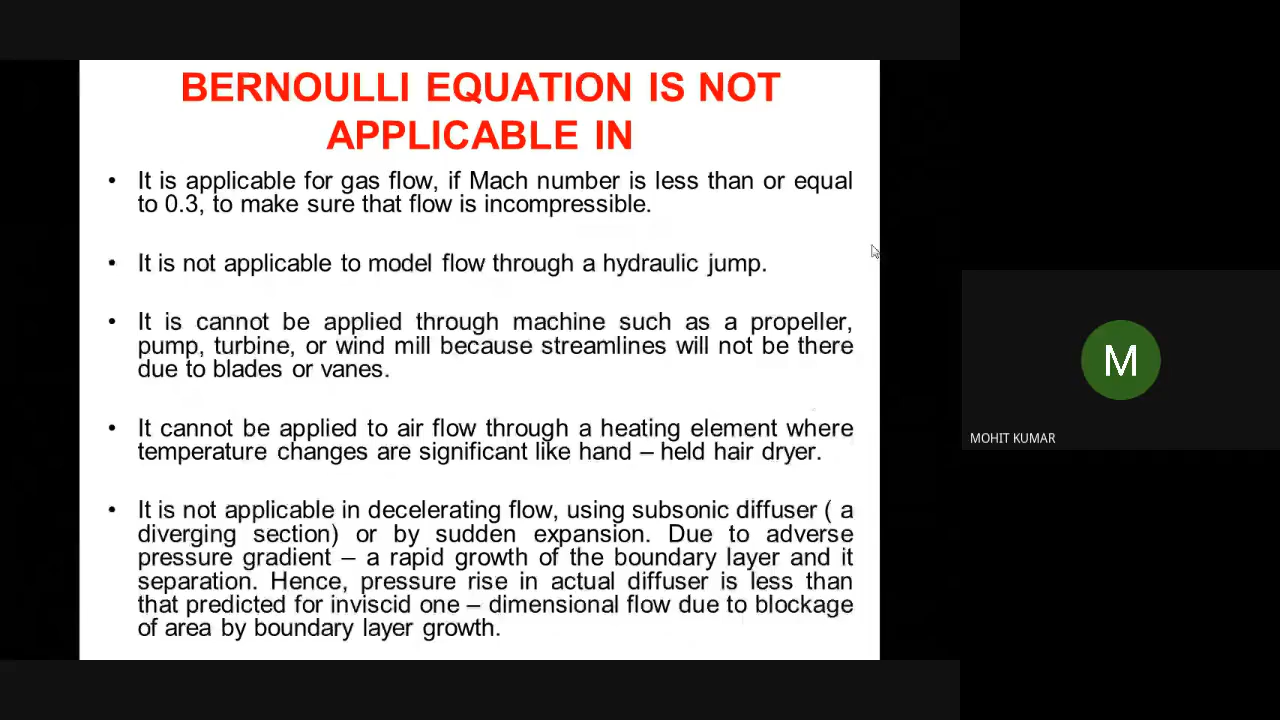 BERNOULLI EQUATION IS NOT
APPLICABLE IN
• It is applicable for gas flow, if Mach number is less than or equal
to 0.3, to make sure that flow is incompressible.
• It is not applicable to model flow through a hydraulic jump.
• It is cannot be applied through machine such as a propeller,
pump, turbine, or wind mill because streamlines will not be there
due to blades or vanes.
• It cannot be applied to air flow through a heating element where
temperature changes are significant like hand – held hair dryer.
• It is not applicable in decelerating flow, using subsonic diffuser ( a
diverging section) or by sudden expansion. Due to adverse
pressure gradient – a rapid growth of the boundary layer and it
separation. Hence, pressure rise in actual diffuser is less than
that predicted for inviscid one – dimensional flow due to blockage
of area by boundary layer growth.
M
MOHIT KUMAR